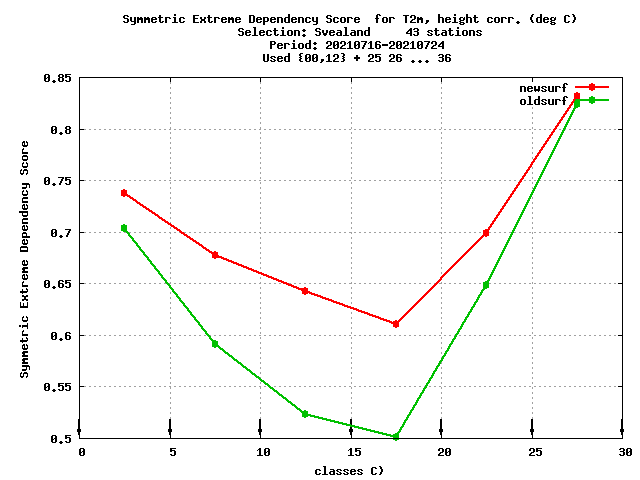 Symmetric Extreme Dependency Score  for T2m, height corr. (deg C)
Selection: Svealand     43 stations
Period: 20210716-20210724
Used {00,12} + 25 26 ... 36
newsurf
oldsurf
Symmetric Extreme Dependency Score
0.85
0.8
0.75
0.7
0.65
0.6
0.55
0.5
0 5 10 15 20 25 30
classes C)